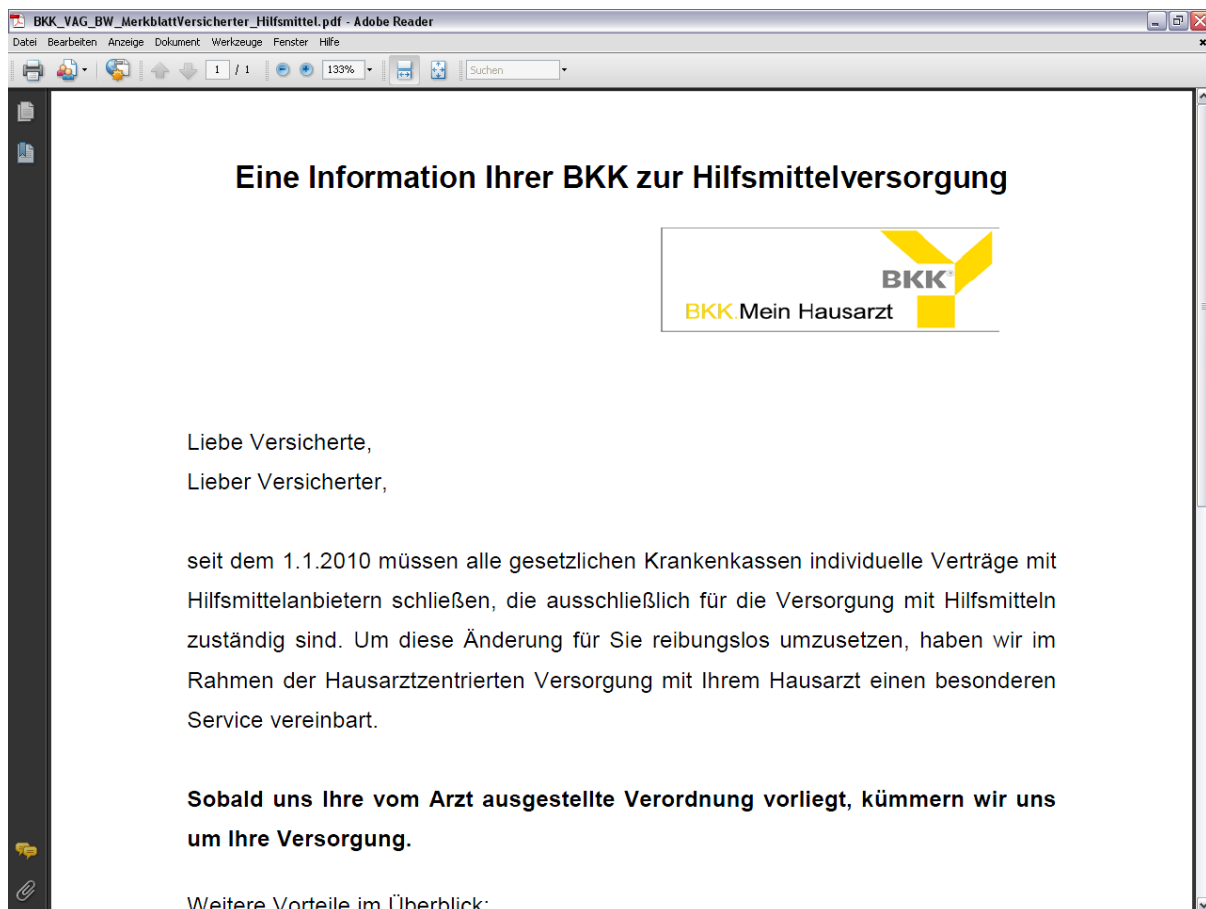 BKK_VAG_BW_MerkblattVersicherter_Hilfsmittel.pdf - Adobe Reader
Datei Bearbeiten Anzeige Dokument Werkzeuge Fenster Hilfe
1 / 1 133% Suchen
Eine Information Ihrer BKK zur Hilfsmittelversorgung
BKK®
BKK.Mein Hausarzt
Liebe Versicherte,
Lieber Versicherter,
seit dem 1.1.2010 müssen alle gesetzlichen Krankenkassen individuelle Verträge mit
Hilfsmittelanbietern schließen, die ausschließlich für die Versorgung mit Hilfsmitteln
zuständig sind. Um diese Änderung für Sie reibungslos umzusetzen, haben wir im
Rahmen der Hausarztzentrierten Versorgung mit Ihrem Hausarzt einen besonderen
Service vereinbart.
Sobald uns Ihre vom Arzt ausgestellte Verordnung vorliegt, kümmern wir uns
um Ihre Versorgung.
Weitere Vorteile im Überblick: